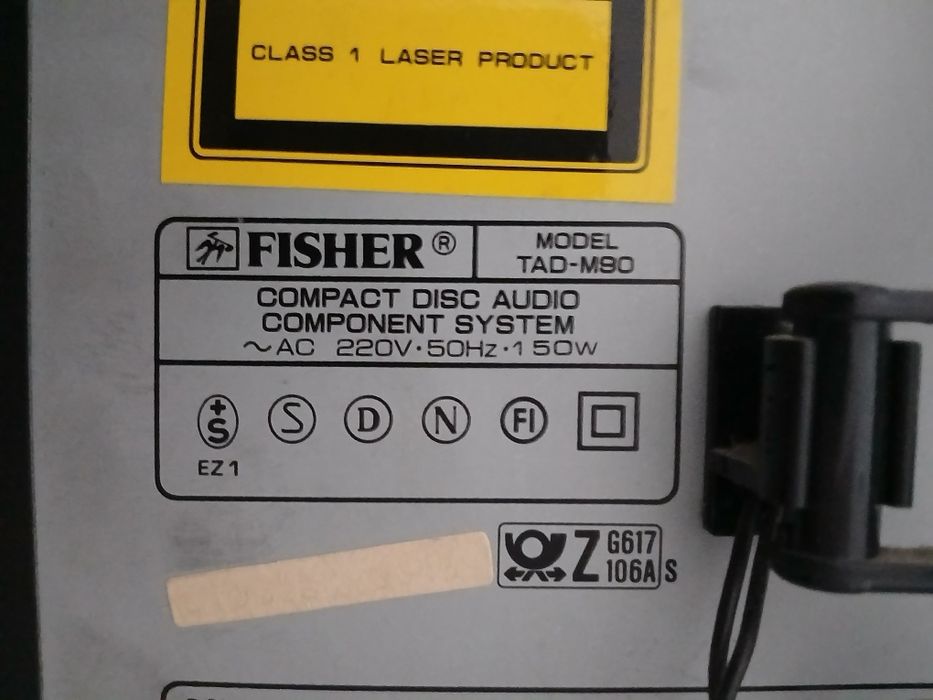 CLASS 1 LASER PRODUCT
FISHER ®
MODEL
TAD-M90
COMPACT DISC AUDIO
COMPONENT SYSTEM
~AC 220V·50Hz·150W
+S S D N FI
EZ1
Z G617
106A S